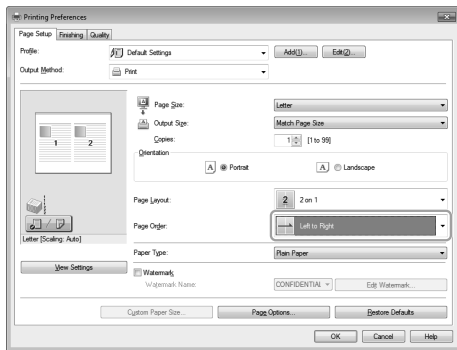 Printing Preferences
Page Setup Finishing Quality
Profile: Default Settings Add(1)... Edit(2)...
Output Method: Print
Page Size: Letter
Output Size: Match Page Size
Copies: 1 [1 to 99]
Orientation
A Portrait A Landscape
1 2
Page Layout: 2 2 on 1
Page Order: Left to Right
Letter [Scaling: Auto]
Paper Type: Plain Paper
View Settings
Watermark
Watermark Name: CONFIDENTIAL Edit Watermark...
Custom Paper Size... Page Options... Restore Defaults
OK Cancel Help